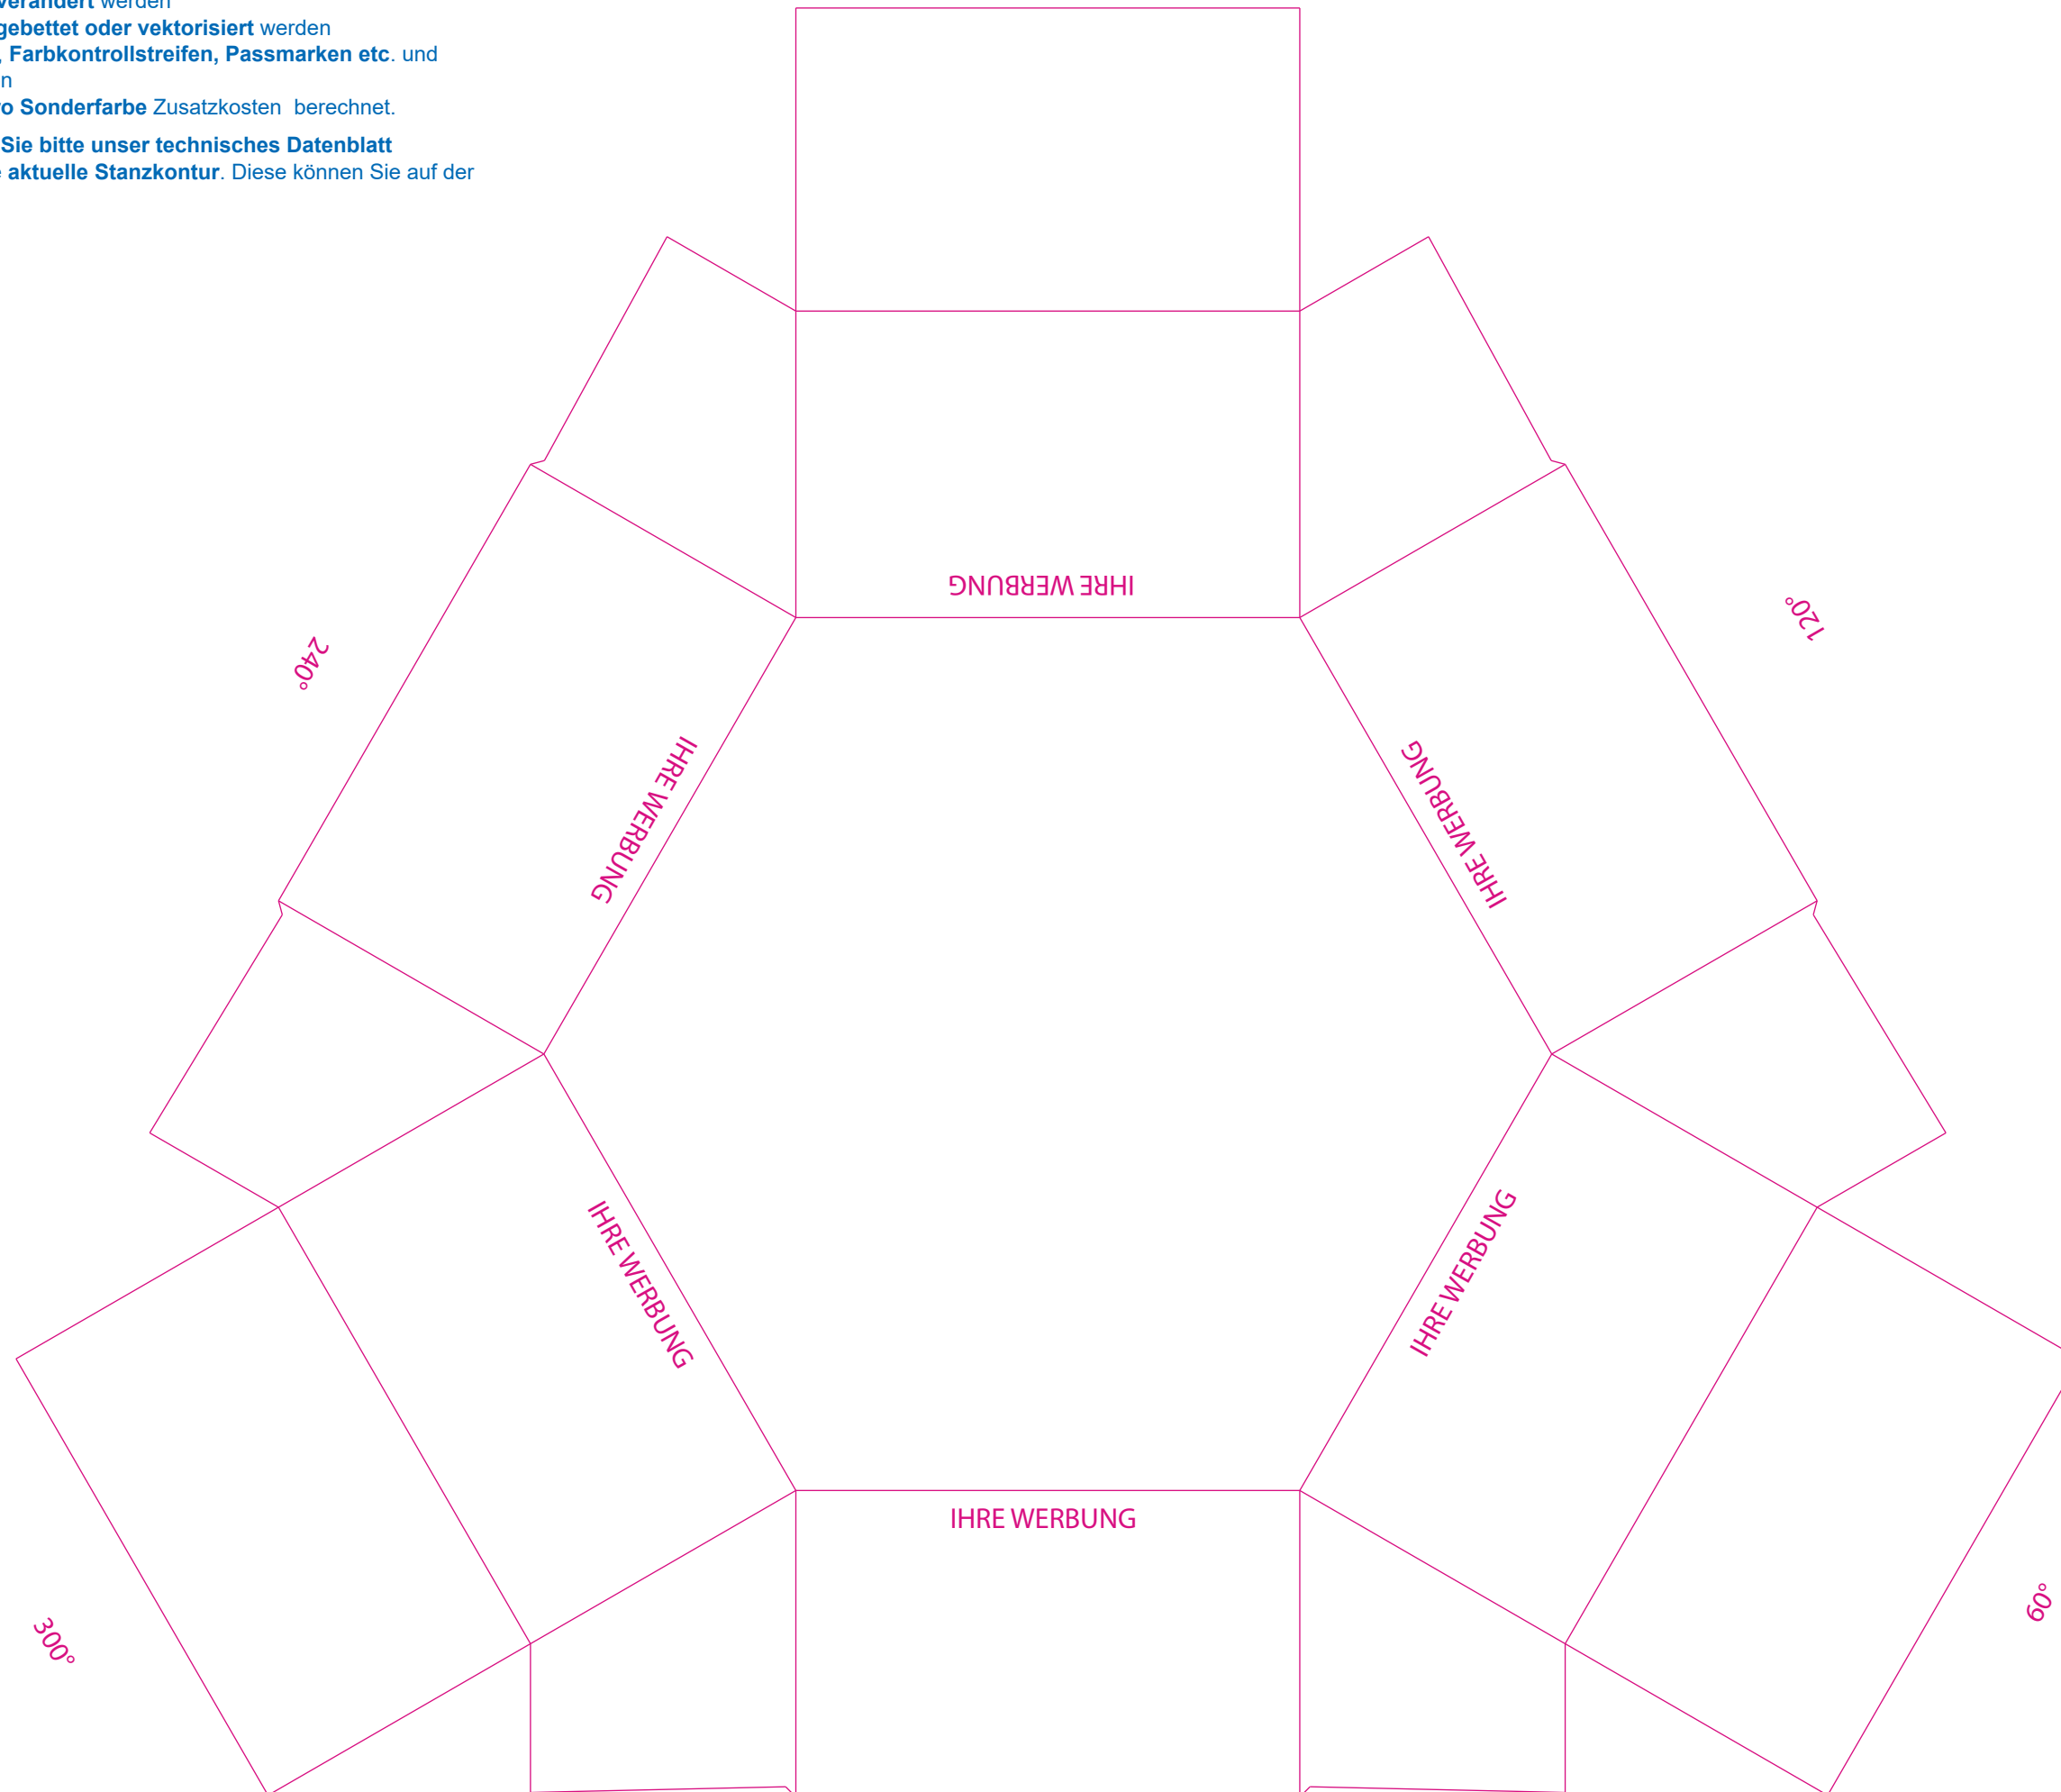 verändert werden
gebettet oder vektorisiert werden
, Farbkontrollstreifen, Passmarken etc. und
n
o Sonderfarbe Zusatzkosten berechnet.
Sie bitte unser technisches Datenblatt
e aktuelle Stanzkontur. Diese können Sie auf der
IHRE WERBUNG
240°
120°
IHRE WERBUNG
IHRE WERBUNG
IHRE WERBUNG
IHRE WERBUNG
IHRE WERBUNG
300°
60°